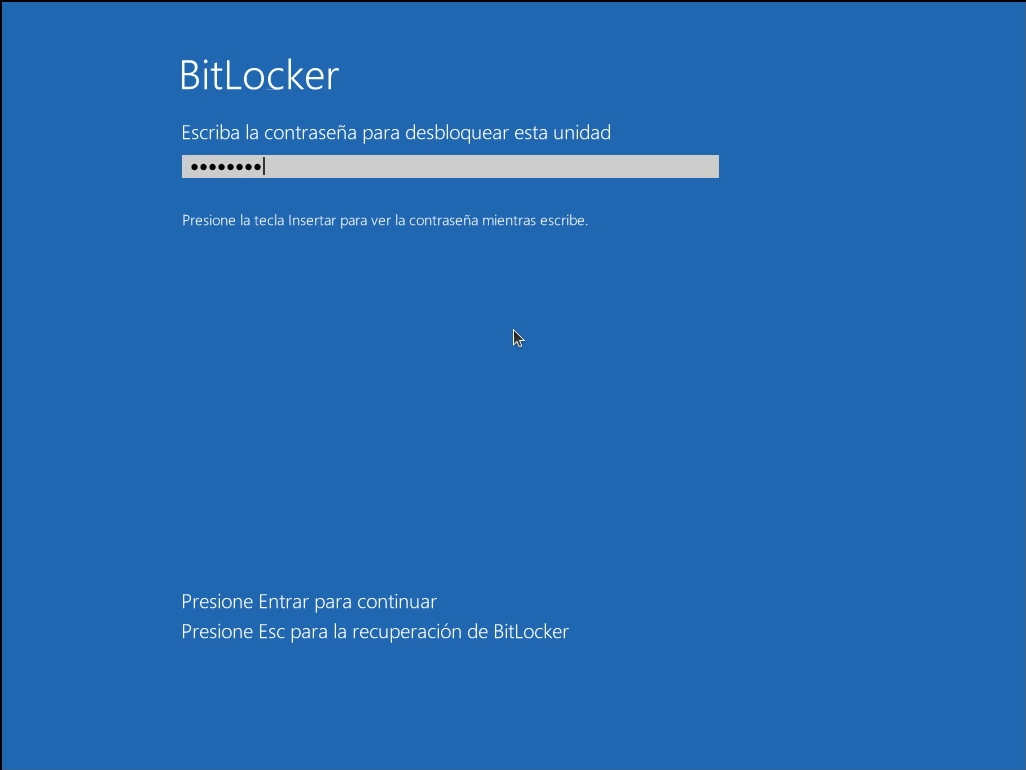 BitLocker
Escriba la contraseña para desbloquear esta unidad
••••••••
Presione la tecla Insertar para ver la contraseña mientras escribe.
Presione Entrar para continuar
Presione Esc para la recuperación de BitLocker